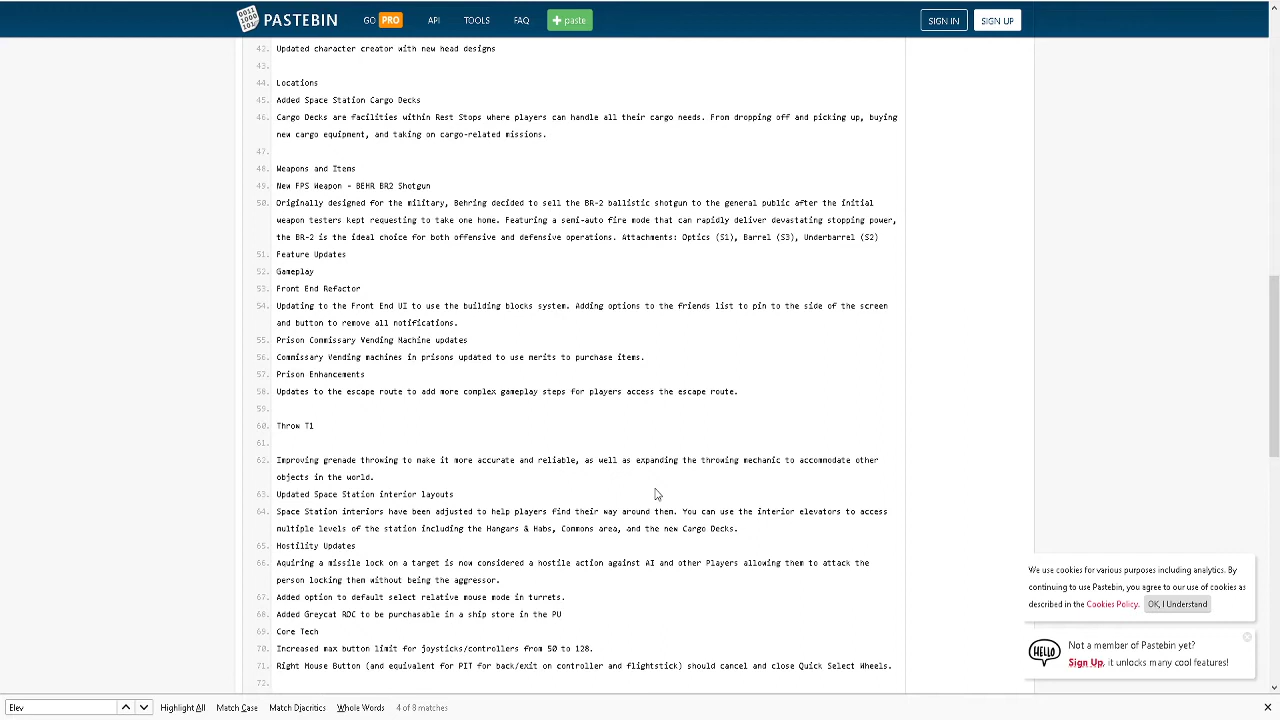 PASTEBIN GO PRO API TOOLS FAQ + paste SIGN IN SIGN UP
42. Updated character creator with new head designs
43.
44. Locations
45. Added Space Station Cargo Decks
46. Cargo Decks are facilities within Rest Stops where players can handle all their cargo needs. From dropping off and picking up, buying
new cargo equipment, and taking on cargo-related missions.
47.
48. Weapons and Items
49. New FPS Weapon - BEHR BR2 Shotgun
50. Originally designed for the military, Behring decided to sell the BR-2 ballistic shotgun to the general public after the initial
weapon testers kept requesting to take one home. Featuring a semi-auto fire mode that can rapidly deliver devastating stopping power,
the BR-2 is the ideal choice for both offensive and defensive operations. Attachments: Optics (S1), Barrel (S3), Underbarrel (S2)
51. Feature Updates
52. Gameplay
53. Front End Refactor
54. Updating to the Front End UI to use the building blocks system. Adding options to the friends list to pin to the side of the screen
and button to remove all notifications.
55. Prison Commissary Vending Machine updates
56. Commissary Vending machines in prisons updated to use merits to purchase items.
57. Prison Enhancements
58. Updates to the escape route to add more complex gameplay steps for players access the escape route.
59.
60. Throw T1
61.
62. Improving grenade throwing to make it more accurate and reliable, as well as expanding the throwing mechanic to accommodate other
objects in the world.
63. Updated Space Station interior layouts
64. Space Station interiors have been adjusted to help players find their way around them. You can use the interior elevators to access
multiple levels of the station including the Hangars & Habs, Commons area, and the new Cargo Decks.
65. Hostility Updates
66. Aquiring a missile lock on a target is now considered a hostile action against AI and other Players allowing them to attack the
person locking them without being the aggressor.
67. Added option to default select relative mouse mode in turrets.
68. Added Greycat ROC to be purchasable in a ship store in the PU
69. Core Tech
70. Increased max button limit for joysticks/controllers from 50 to 128.
71. Right Mouse Button (and equivalent for PIT for back/exit on controller and flightstick) should cancel and close Quick Select Wheels.
72.
We use cookies for various purposes including analytics. By
continuing to use Pastebin, you agree to our use of cookies as
described in the Cookies Policy. OK, I Understand
HELLO
Not a member of Pastebin yet?
Sign Up, it unlocks many cool features!
Elev Highlight All Match Case Match Diacritics Whole Words 4 of 8 matches